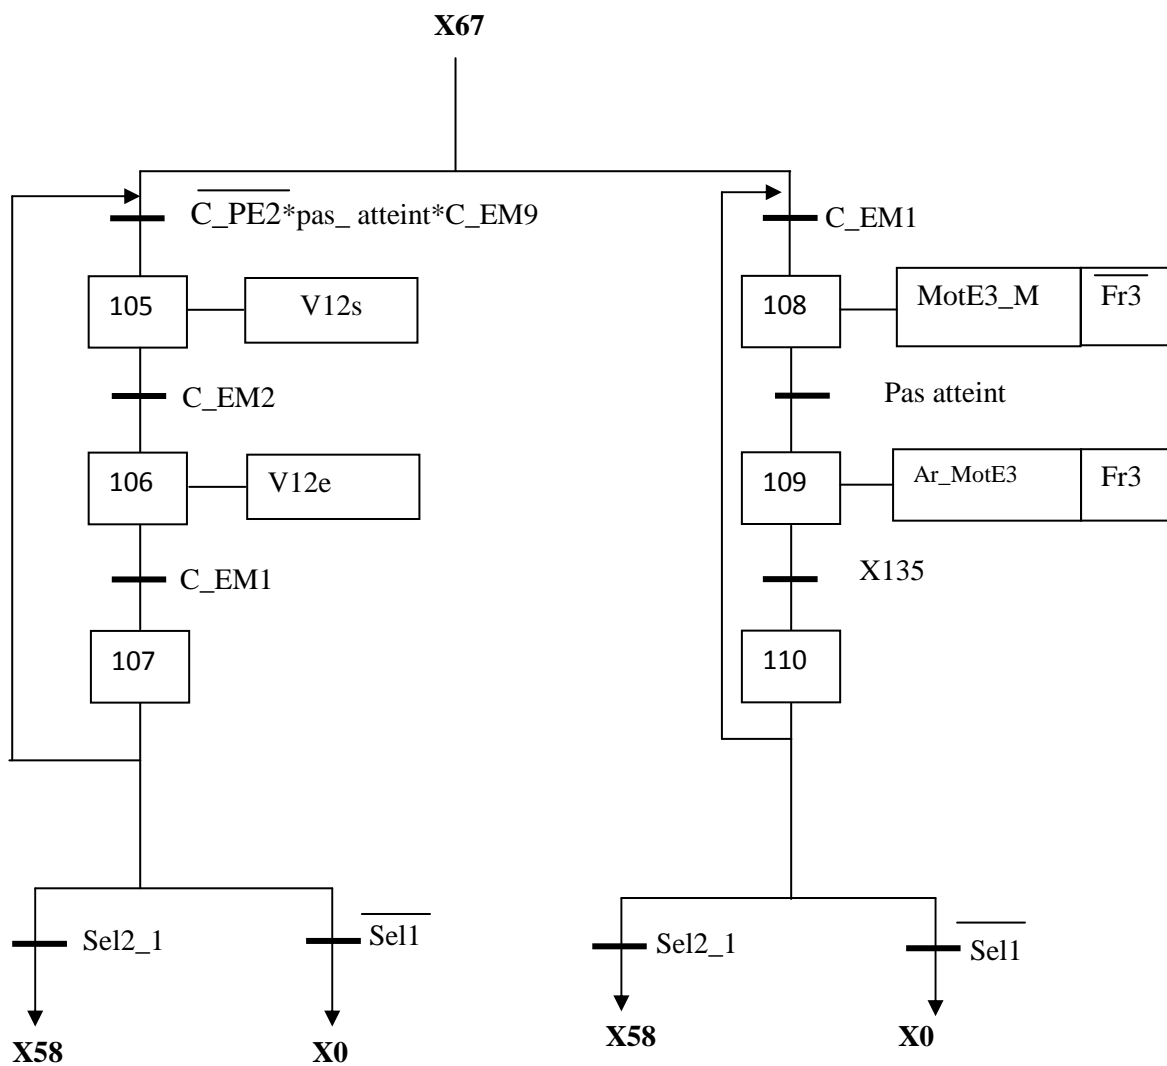 X67
C_PE2*pas_ atteint*C_EM9
C_EM1
105
V12s
108
MotE3_M
Fr3
C_EM2
Pas atteint
106
V12e
109
Ar_MotE3
Fr3
C_EM1
X135
107
110
Sel2_1
Sel1
Sel2_1
Sel1
X58
X0
X58
X0